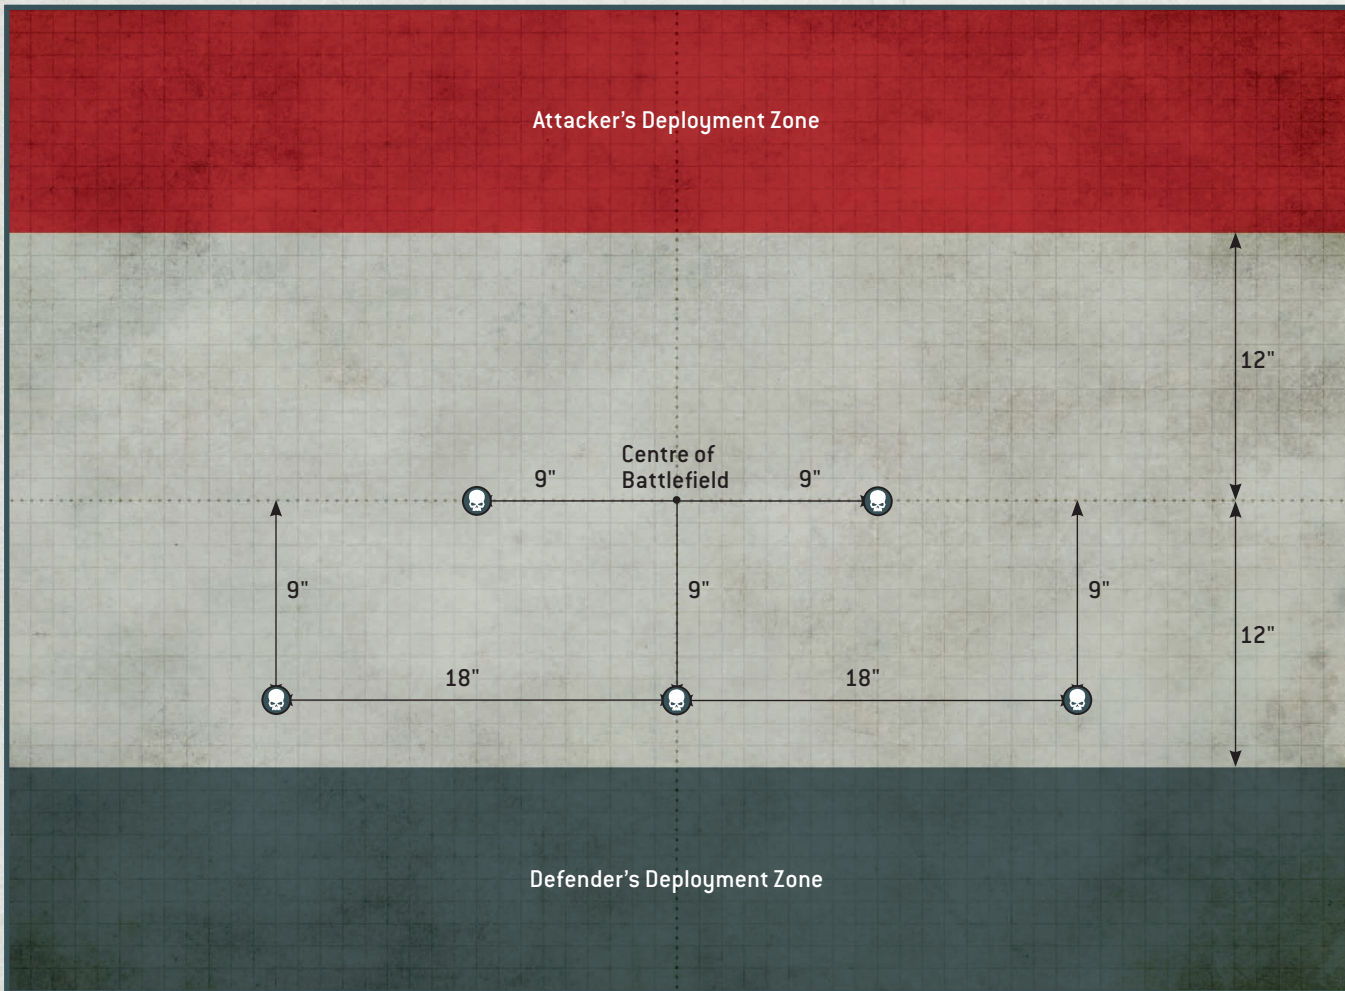 Attacker's Deployment Zone
12"
Centre of
Battlefield
9"
9"
9"
9"
9"
12"
18"
18"
Defender's Deployment Zone